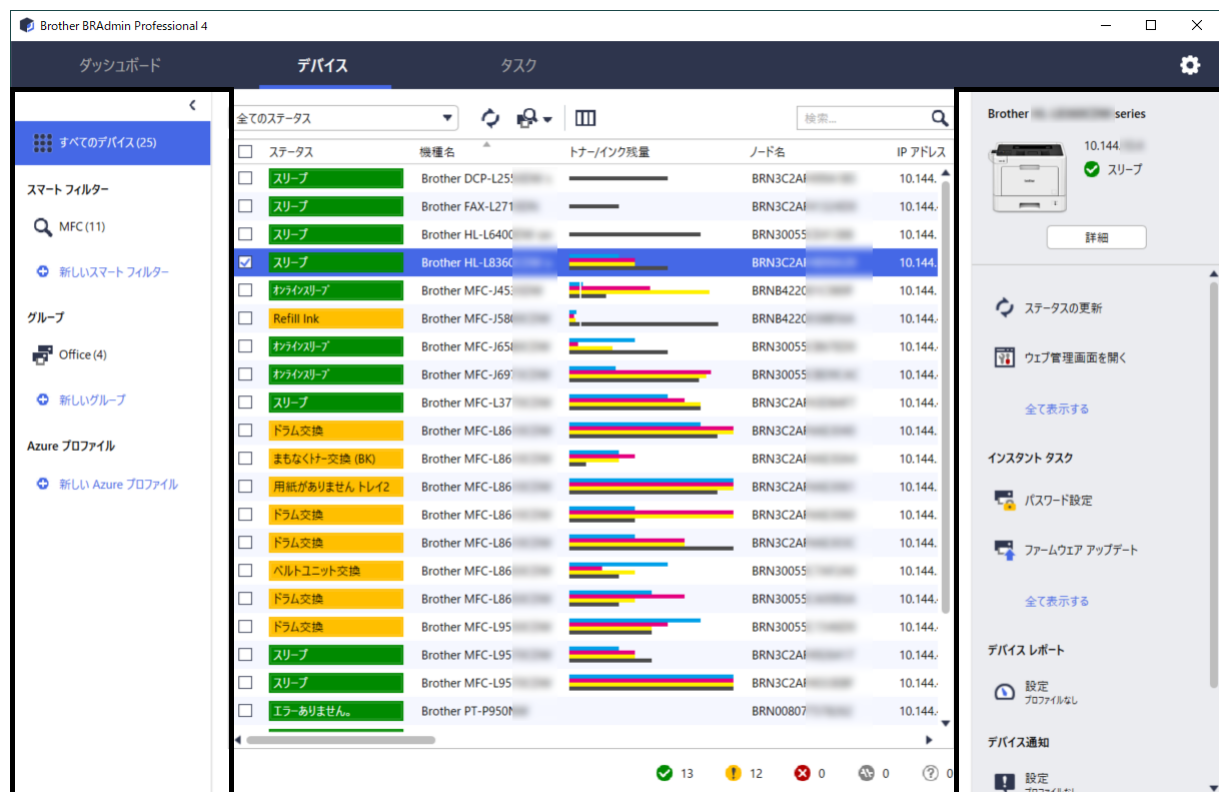 Brother BRAdmin Professional 4
ダッシュボード デバイス タスク
すべてのデバイス (25)
スマート フィルター
MFC (11)
新しいスマート フィルター
グループ
Office (4)
新しいグループ
Azure プロファイル
新しい Azure プロファイル
全てのステータス 検索...
ステータス 機種名 トナー/インク残量 ノード名 IP アドレス
スリープ Brother DCP-L25 BRN3C2A 10.144.
スリープ Brother FAX-L271 BRN3C2A 10.144.
スリープ Brother HL-L6400 BRN30055 10.144.
スリープ Brother HL-L8360 BRN3C2A 10.144.
オンラインスリープ Brother MFC-J45 BRNB4220 10.144.
Refill Ink Brother MFC-J58 BRNB4220 10.144.
オンラインスリープ Brother MFC-J65 BRN30055 10.144.
オンラインスリープ Brother MFC-J697 BRN30055 10.144.
スリープ Brother MFC-L37 BRN3C2A 10.144.
ドラム交換 Brother MFC-L86 BRN3C2A 10.144.
まもなくトナー交換 (BK) Brother MFC-L86 BRN3C2A 10.144.
用紙がありません トレイ2 Brother MFC-L86 BRN3C2A 10.144.
ドラム交換 Brother MFC-L86 BRN3C2A 10.144.
ドラム交換 Brother MFC-L86 BRN3C2A 10.144.
ベルトユニット交換 Brother MFC-L86 BRN30055 10.144.
ドラム交換 Brother MFC-L86 BRN30055 10.144.
ドラム交換 Brother MFC-L95 BRN30055 10.144.
スリープ Brother MFC-L95 BRN3C2A 10.144.
スリープ Brother MFC-L95 BRN3C2A 10.144.
エラーありません。 Brother PT-P950N BRN00807 10.144.
13 12 0 0 0
Brother series
10.144.
スリープ
詳細
ステータスの更新
ウェブ管理画面を開く
全て表示する
インスタント タスク
パスワード設定
ファームウェア アップデート
全て表示する
デバイス レポート
設定
プロファイルなし
デバイス通知
設定
プロファイルなし